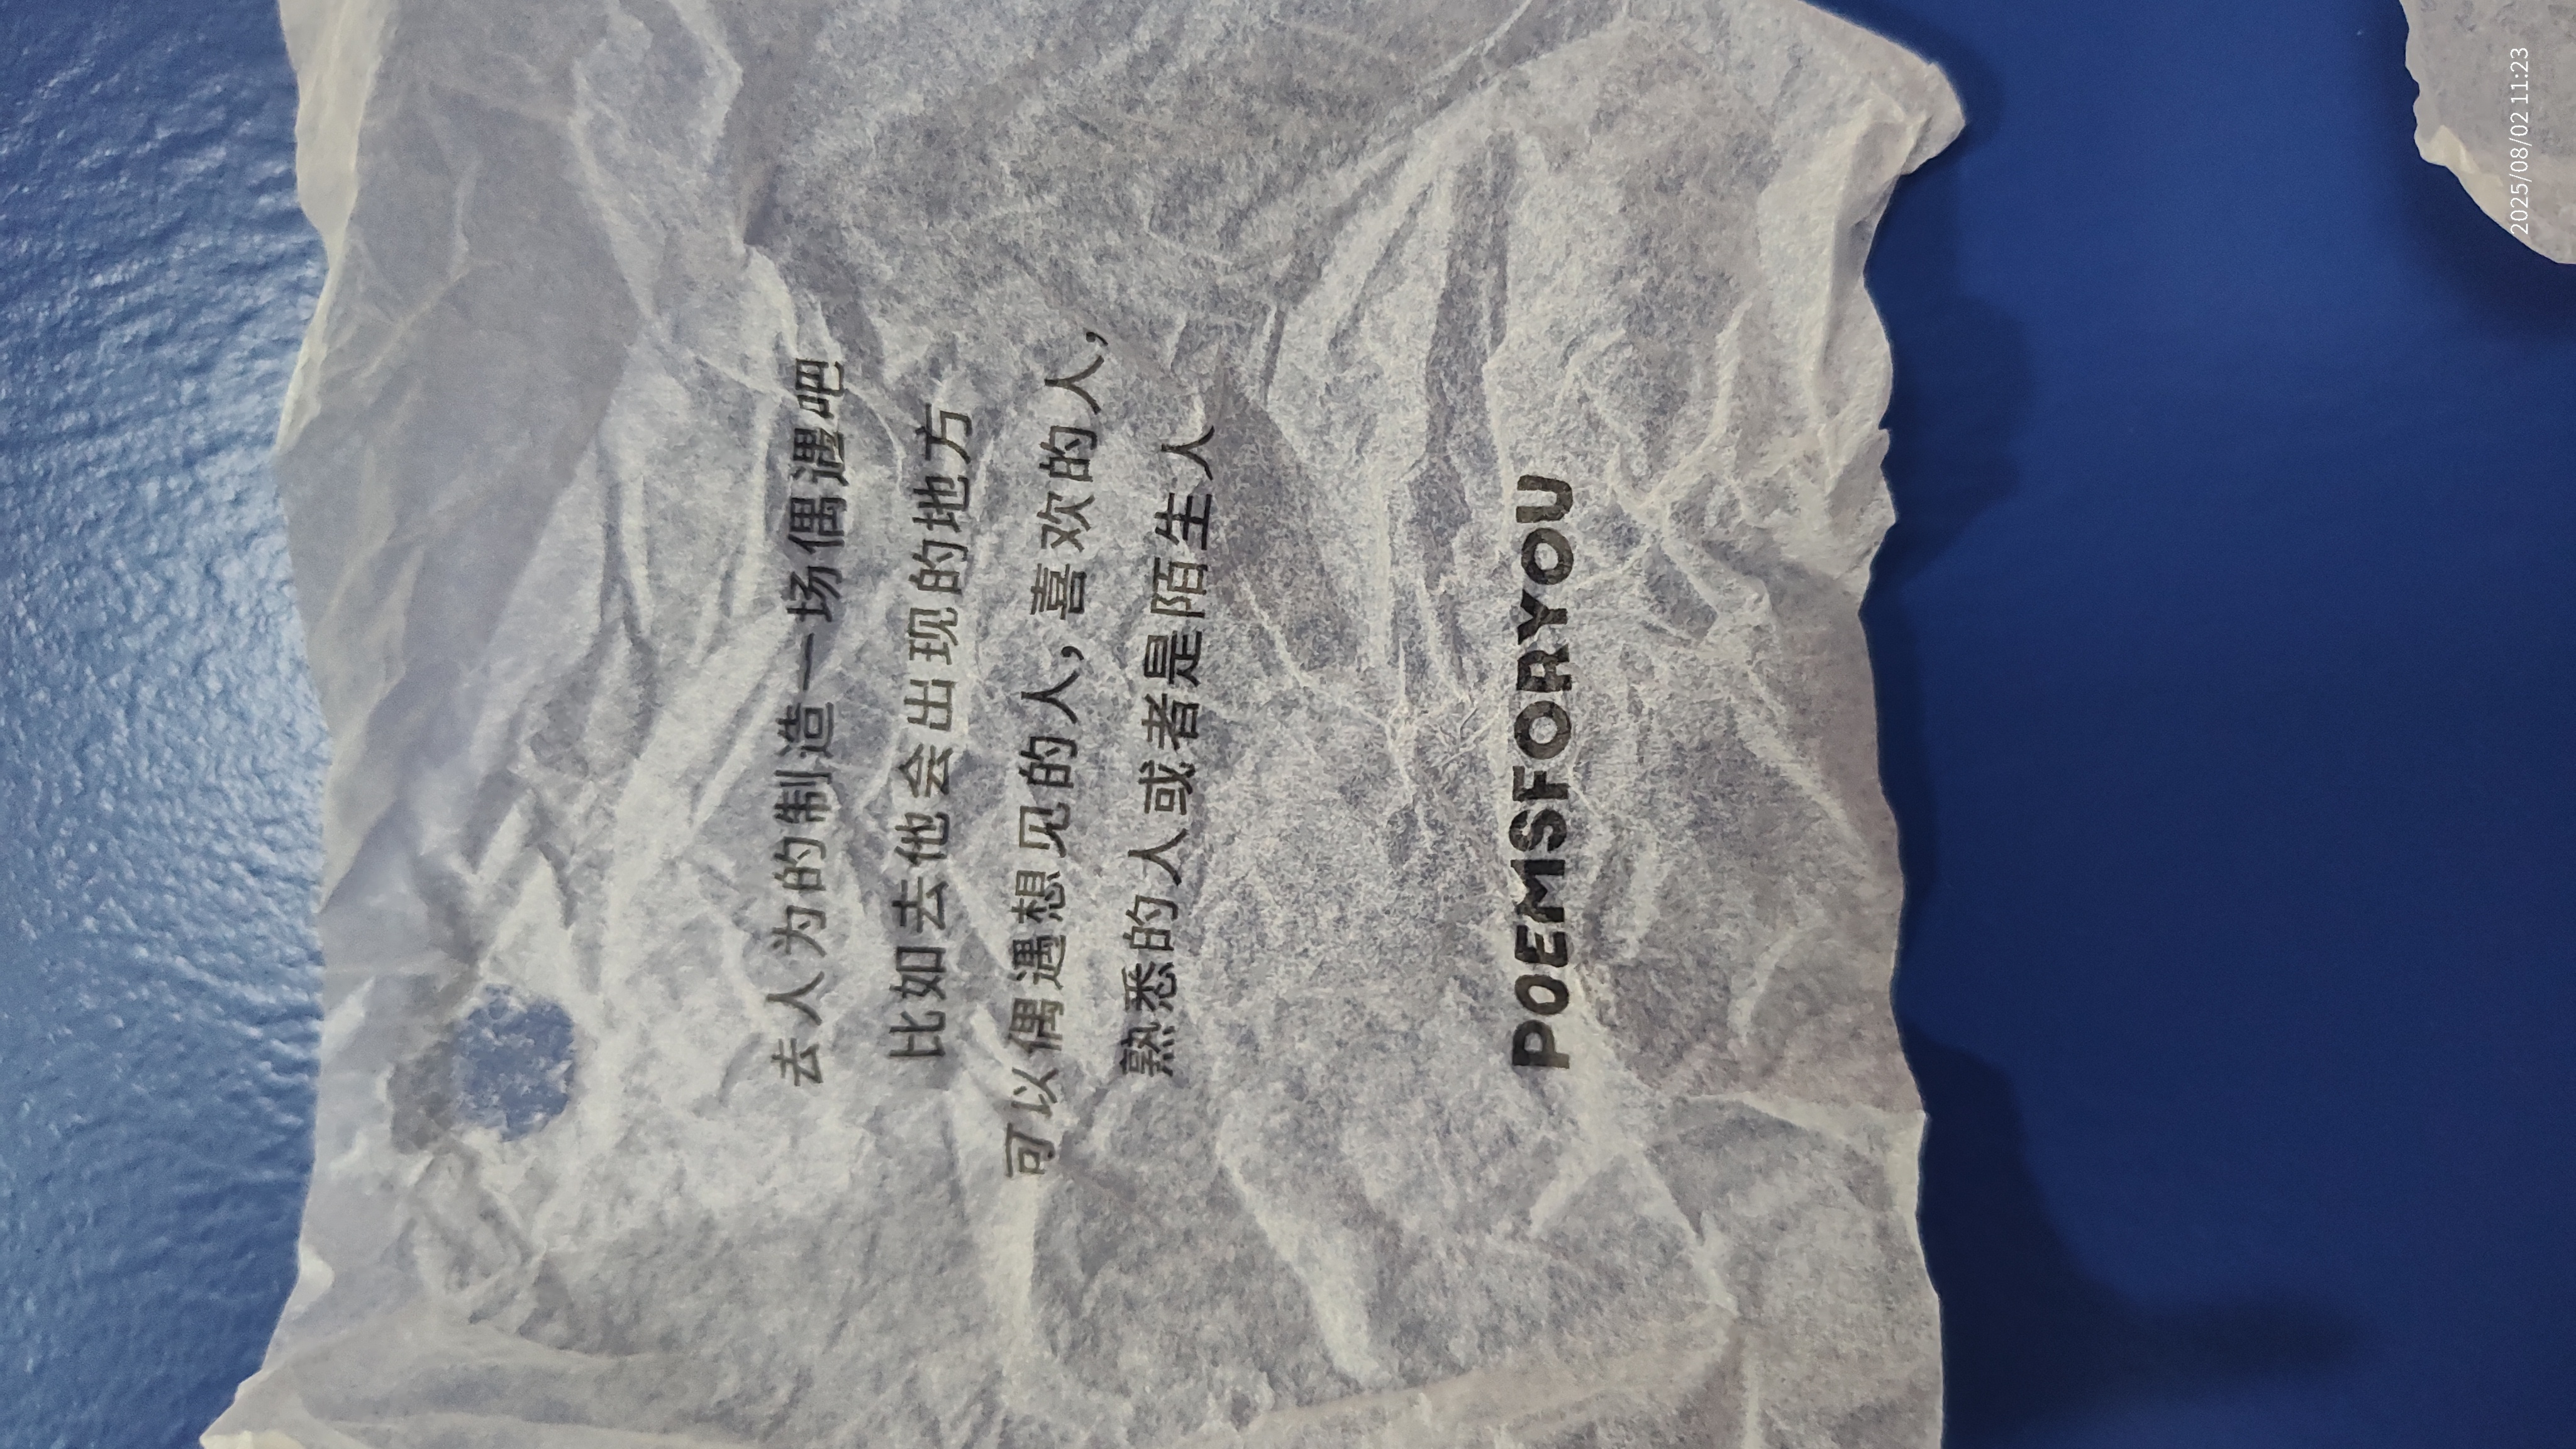 去人为的制造一场偶遇吧
比如去他会出现的地方
可以偶遇想见的人，喜欢的人，
熟悉的人或者是陌生人
POEMSFORYOU
2025/08/02 11:23